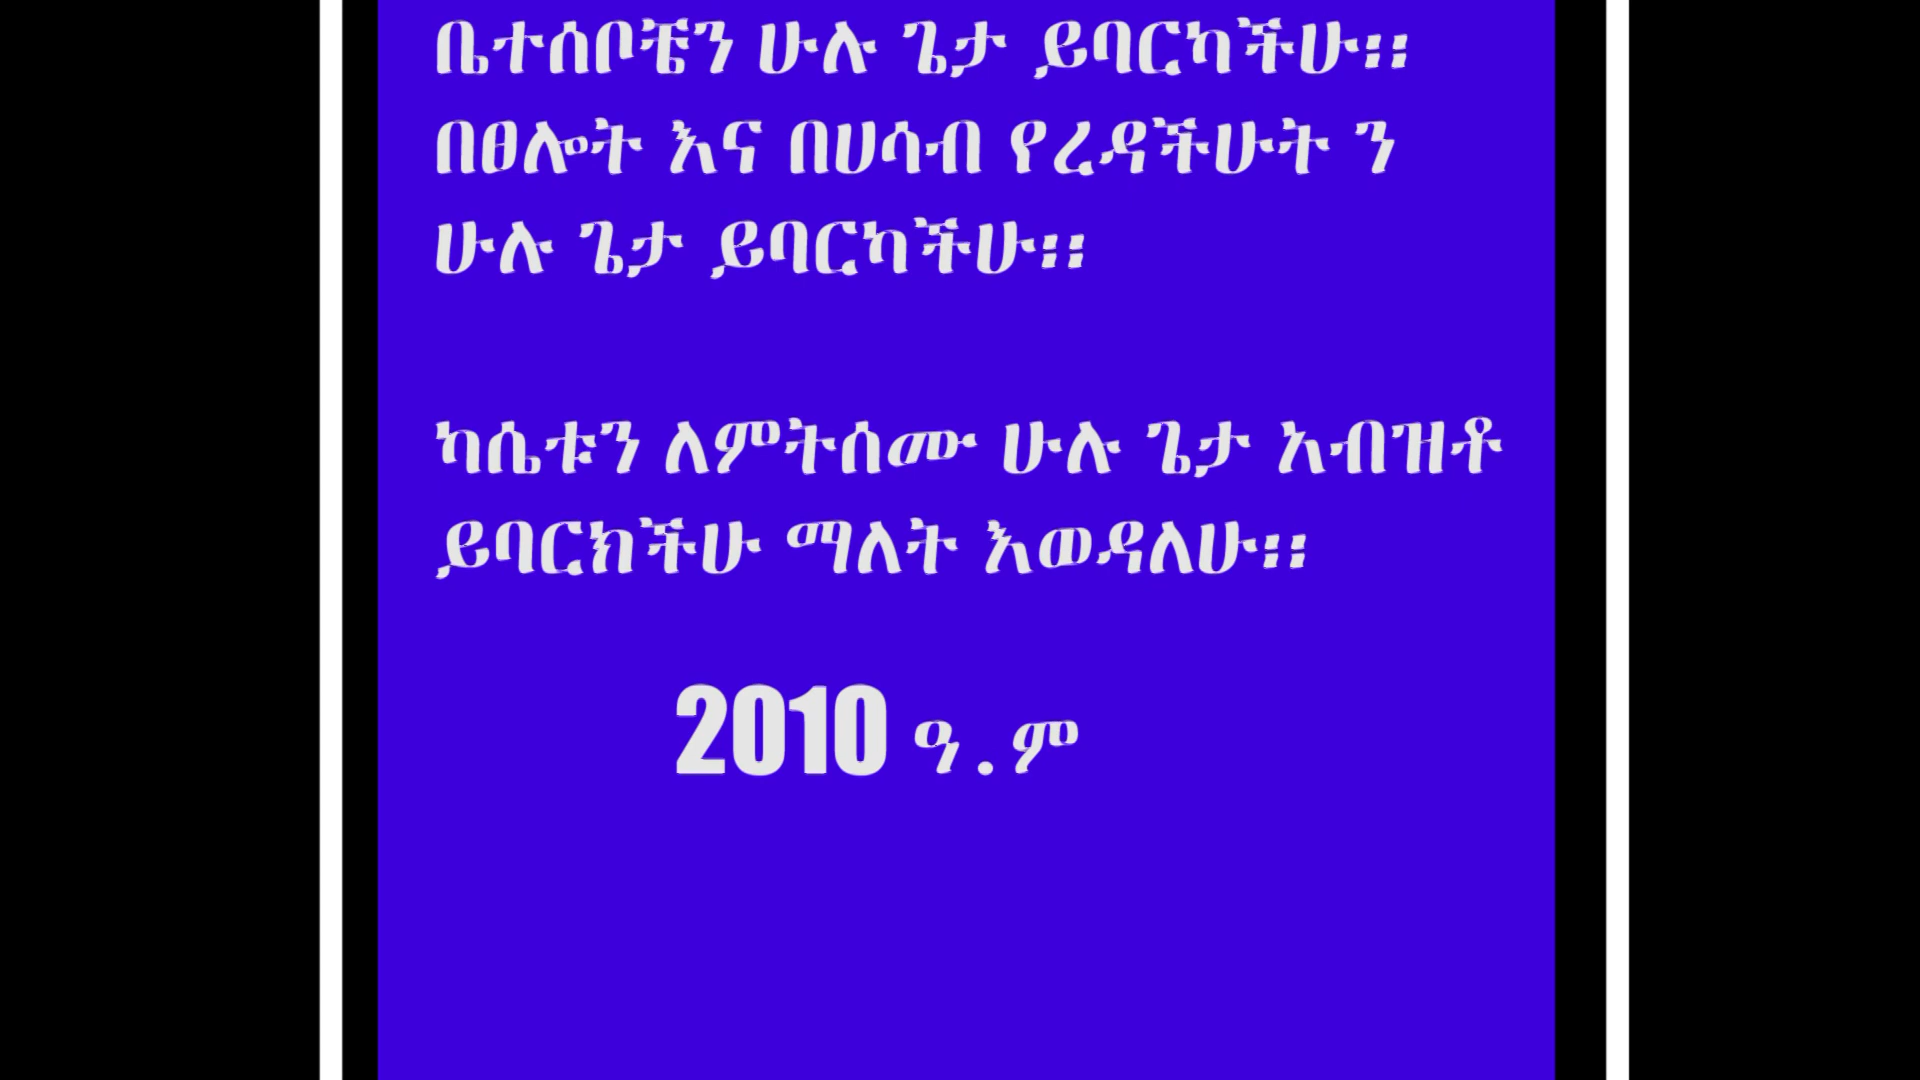 ቤተሰቦቼን ሁሉ ጌታ ይባርካችሁ፡፡
በፀሎት እና በሀሳብ የረዳችሁት ን
ሁሉ ጌታ ይባርካችሁ፡፡
ካሴቱን ለምትሰሙ ሁሉ ጌታ አብዝቶ
ይባርክችሁ ማለት እወዳለሁ፡፡
2010 ዓ.ም